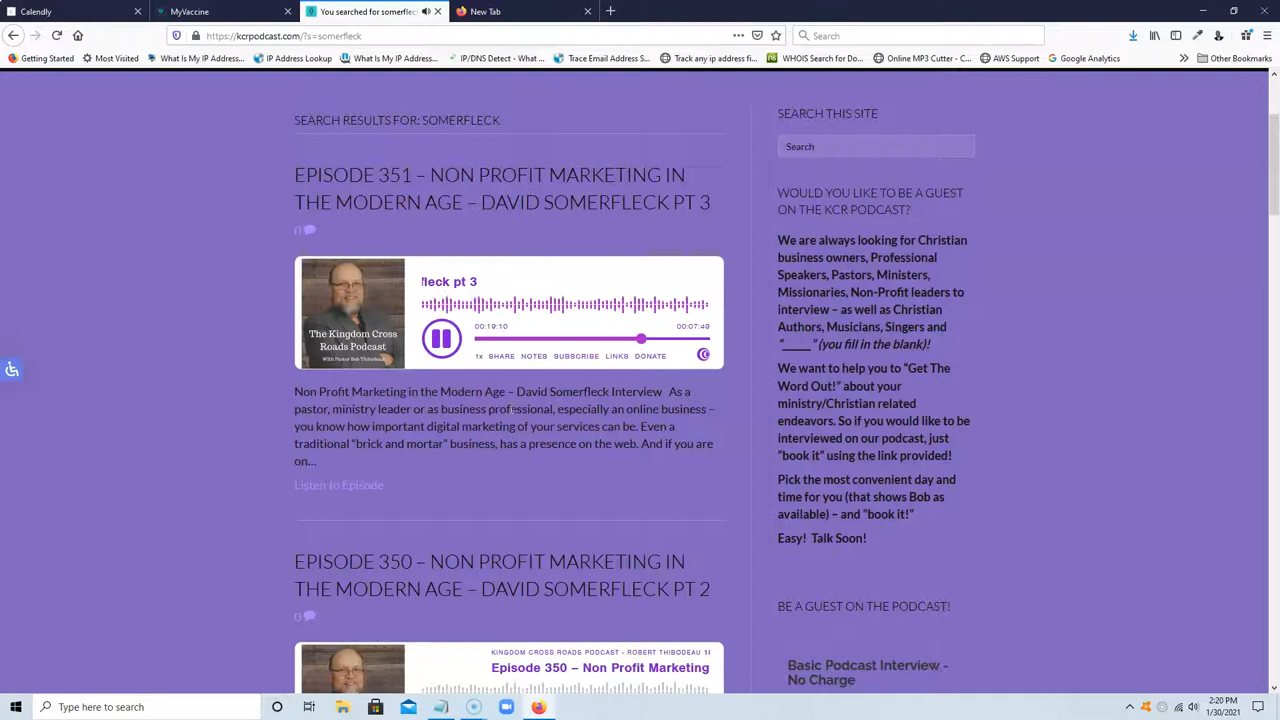 Calendly
MyVaccine
You searched for somerflec
New Tab
https://kcrpodcast.com/?s=somerfleck
Search
Getting Started
Most Visited
What Is My IP Address...
IP Address Lookup
What Is My IP Address...
IP/DNS Detect - What ...
Trace Email Address S...
Track any ip address fi...
WHOIS Search for Do...
Online MP3 Cutter - C...
AWS Support
Google Analytics
Other Bookmarks
SEARCH RESULTS FOR: SOMERFLECK
EPISODE 351 – NON PROFIT MARKETING IN
THE MODERN AGE – DAVID SOMERFLECK PT 3
0
fleck pt 3
00:19:10
00:07:49
1x SHARE NOTES SUBSCRIBE LINKS DONATE
The Kingdom Cross
Roads Podcast
With Pastor Bob Thibodeau
Non Profit Marketing in the Modern Age – David Somerfleck Interview As a
pastor, ministry leader or as business professional, especially an online business –
you know how important digital marketing of your services can be. Even a
traditional “brick and mortar” business, has a presence on the web. And if you are
on...
Listen to Episode
EPISODE 350 – NON PROFIT MARKETING IN
THE MODERN AGE – DAVID SOMERFLECK PT 2
0
KINGDOM CROSS ROADS PODCAST - ROBERT THIBODEAU
Episode 350 – Non Profit Marketing
SEARCH THIS SITE
Search
WOULD YOU LIKE TO BE A GUEST
ON THE KCR PODCAST?
We are always looking for Christian
business owners, Professional
Speakers, Pastors, Ministers,
Missionaries, Non-Profit leaders to
interview – as well as Christian
Authors, Musicians, Singers and
“_____” (you fill in the blank)!
We want to help you to “Get The
Word Out!” about your
ministry/Christian related
endeavors. So if you would like to be
interviewed on our podcast, just
“book it” using the link provided!
Pick the most convenient day and
time for you (that shows Bob as
available) – and “book it!”
Easy! Talk Soon!
BE A GUEST ON THE PODCAST!
Basic Podcast Interview -
No Charge
Type here to search
2:20 PM
1/30/2021